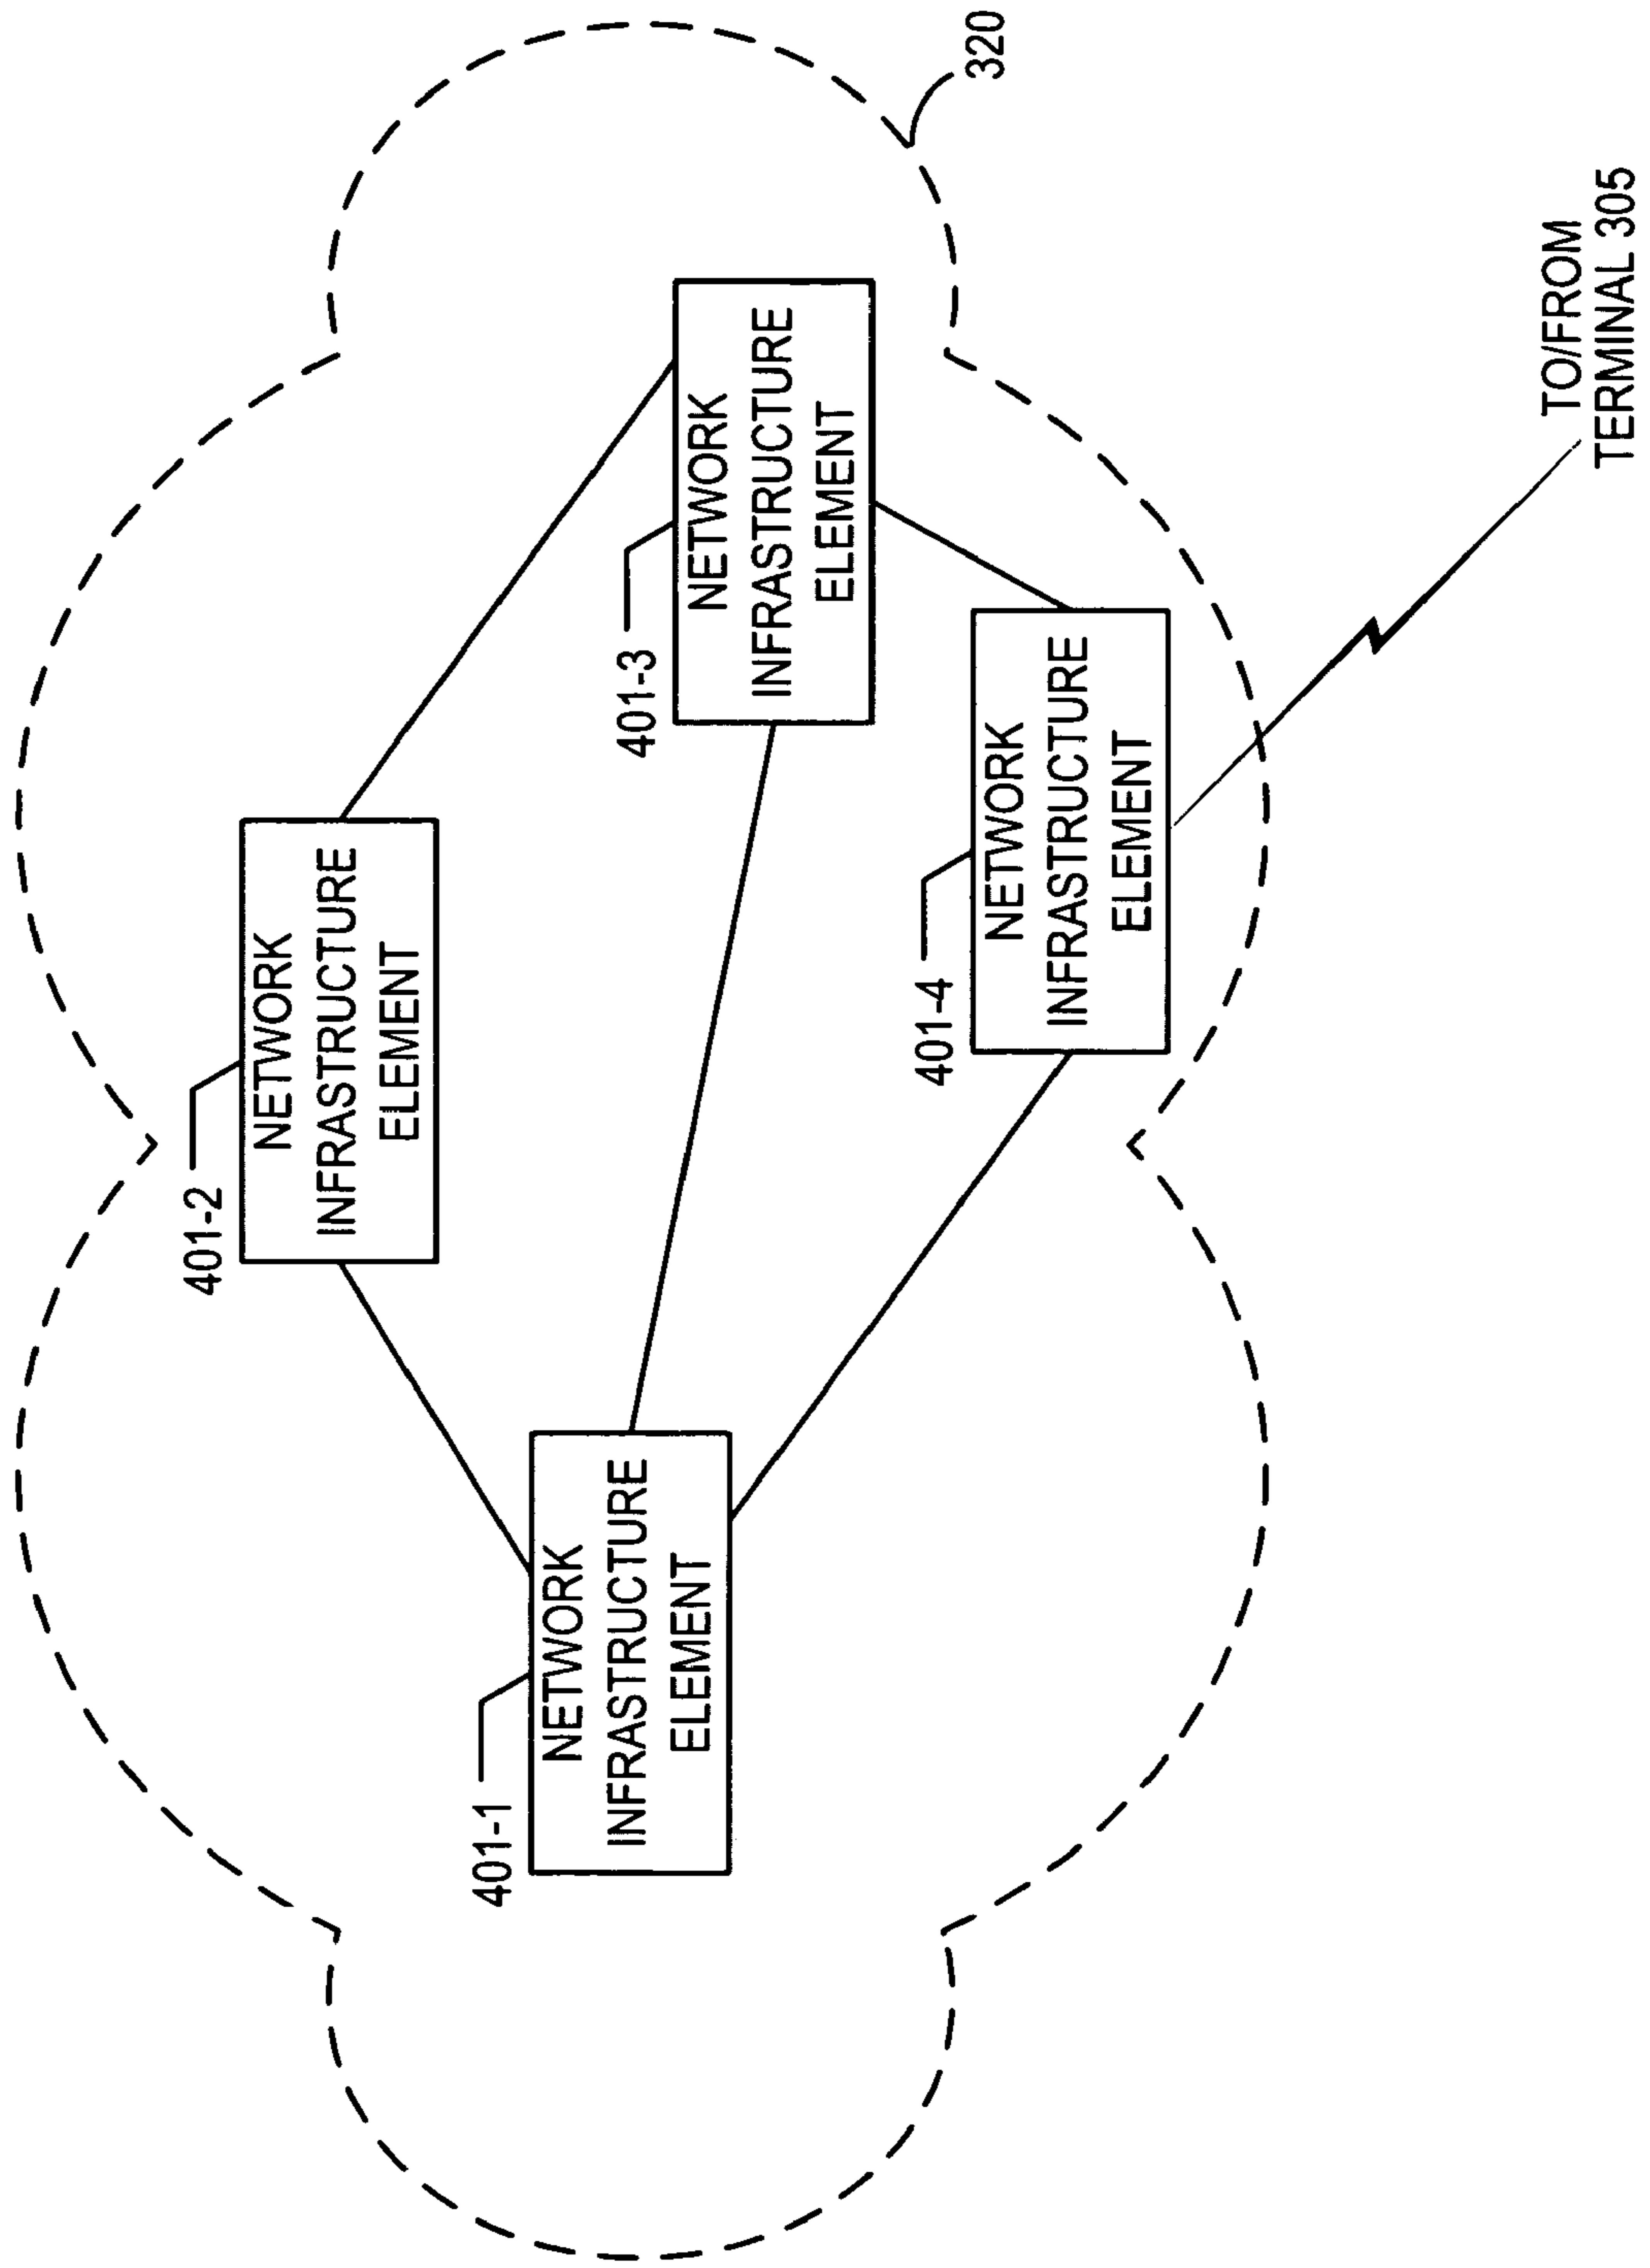 401-2
NETWORK
INFRASTRUCTURE
ELEMENT
401-1
NETWORK
INFRASTRUCTURE
ELEMENT
401-3
NETWORK
INFRASTRUCTURE
ELEMENT
401-4
NETWORK
INFRASTRUCTURE
ELEMENT
320
TO/FROM
TERMINAL 305